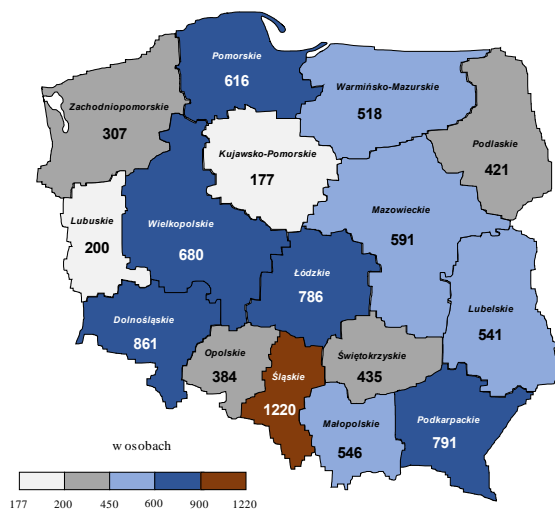 Pomorskie
616
Warmińsko-Mazurskie
518
Zachodniopomorskie
307
Podlaskie
421
Kujawsko-Pomorskie
177
Mazowieckie
591
Lubuskie
200
Wielkopolskie
680
Łódzkie
786
Lubelskie
541
Dolnośląskie
861
Opolskie
384
Śląskie
1220
Świętokrzyskie
435
Małopolskie
546
Podkarpackie
791
w osobach
177 200 450 600 900 1220